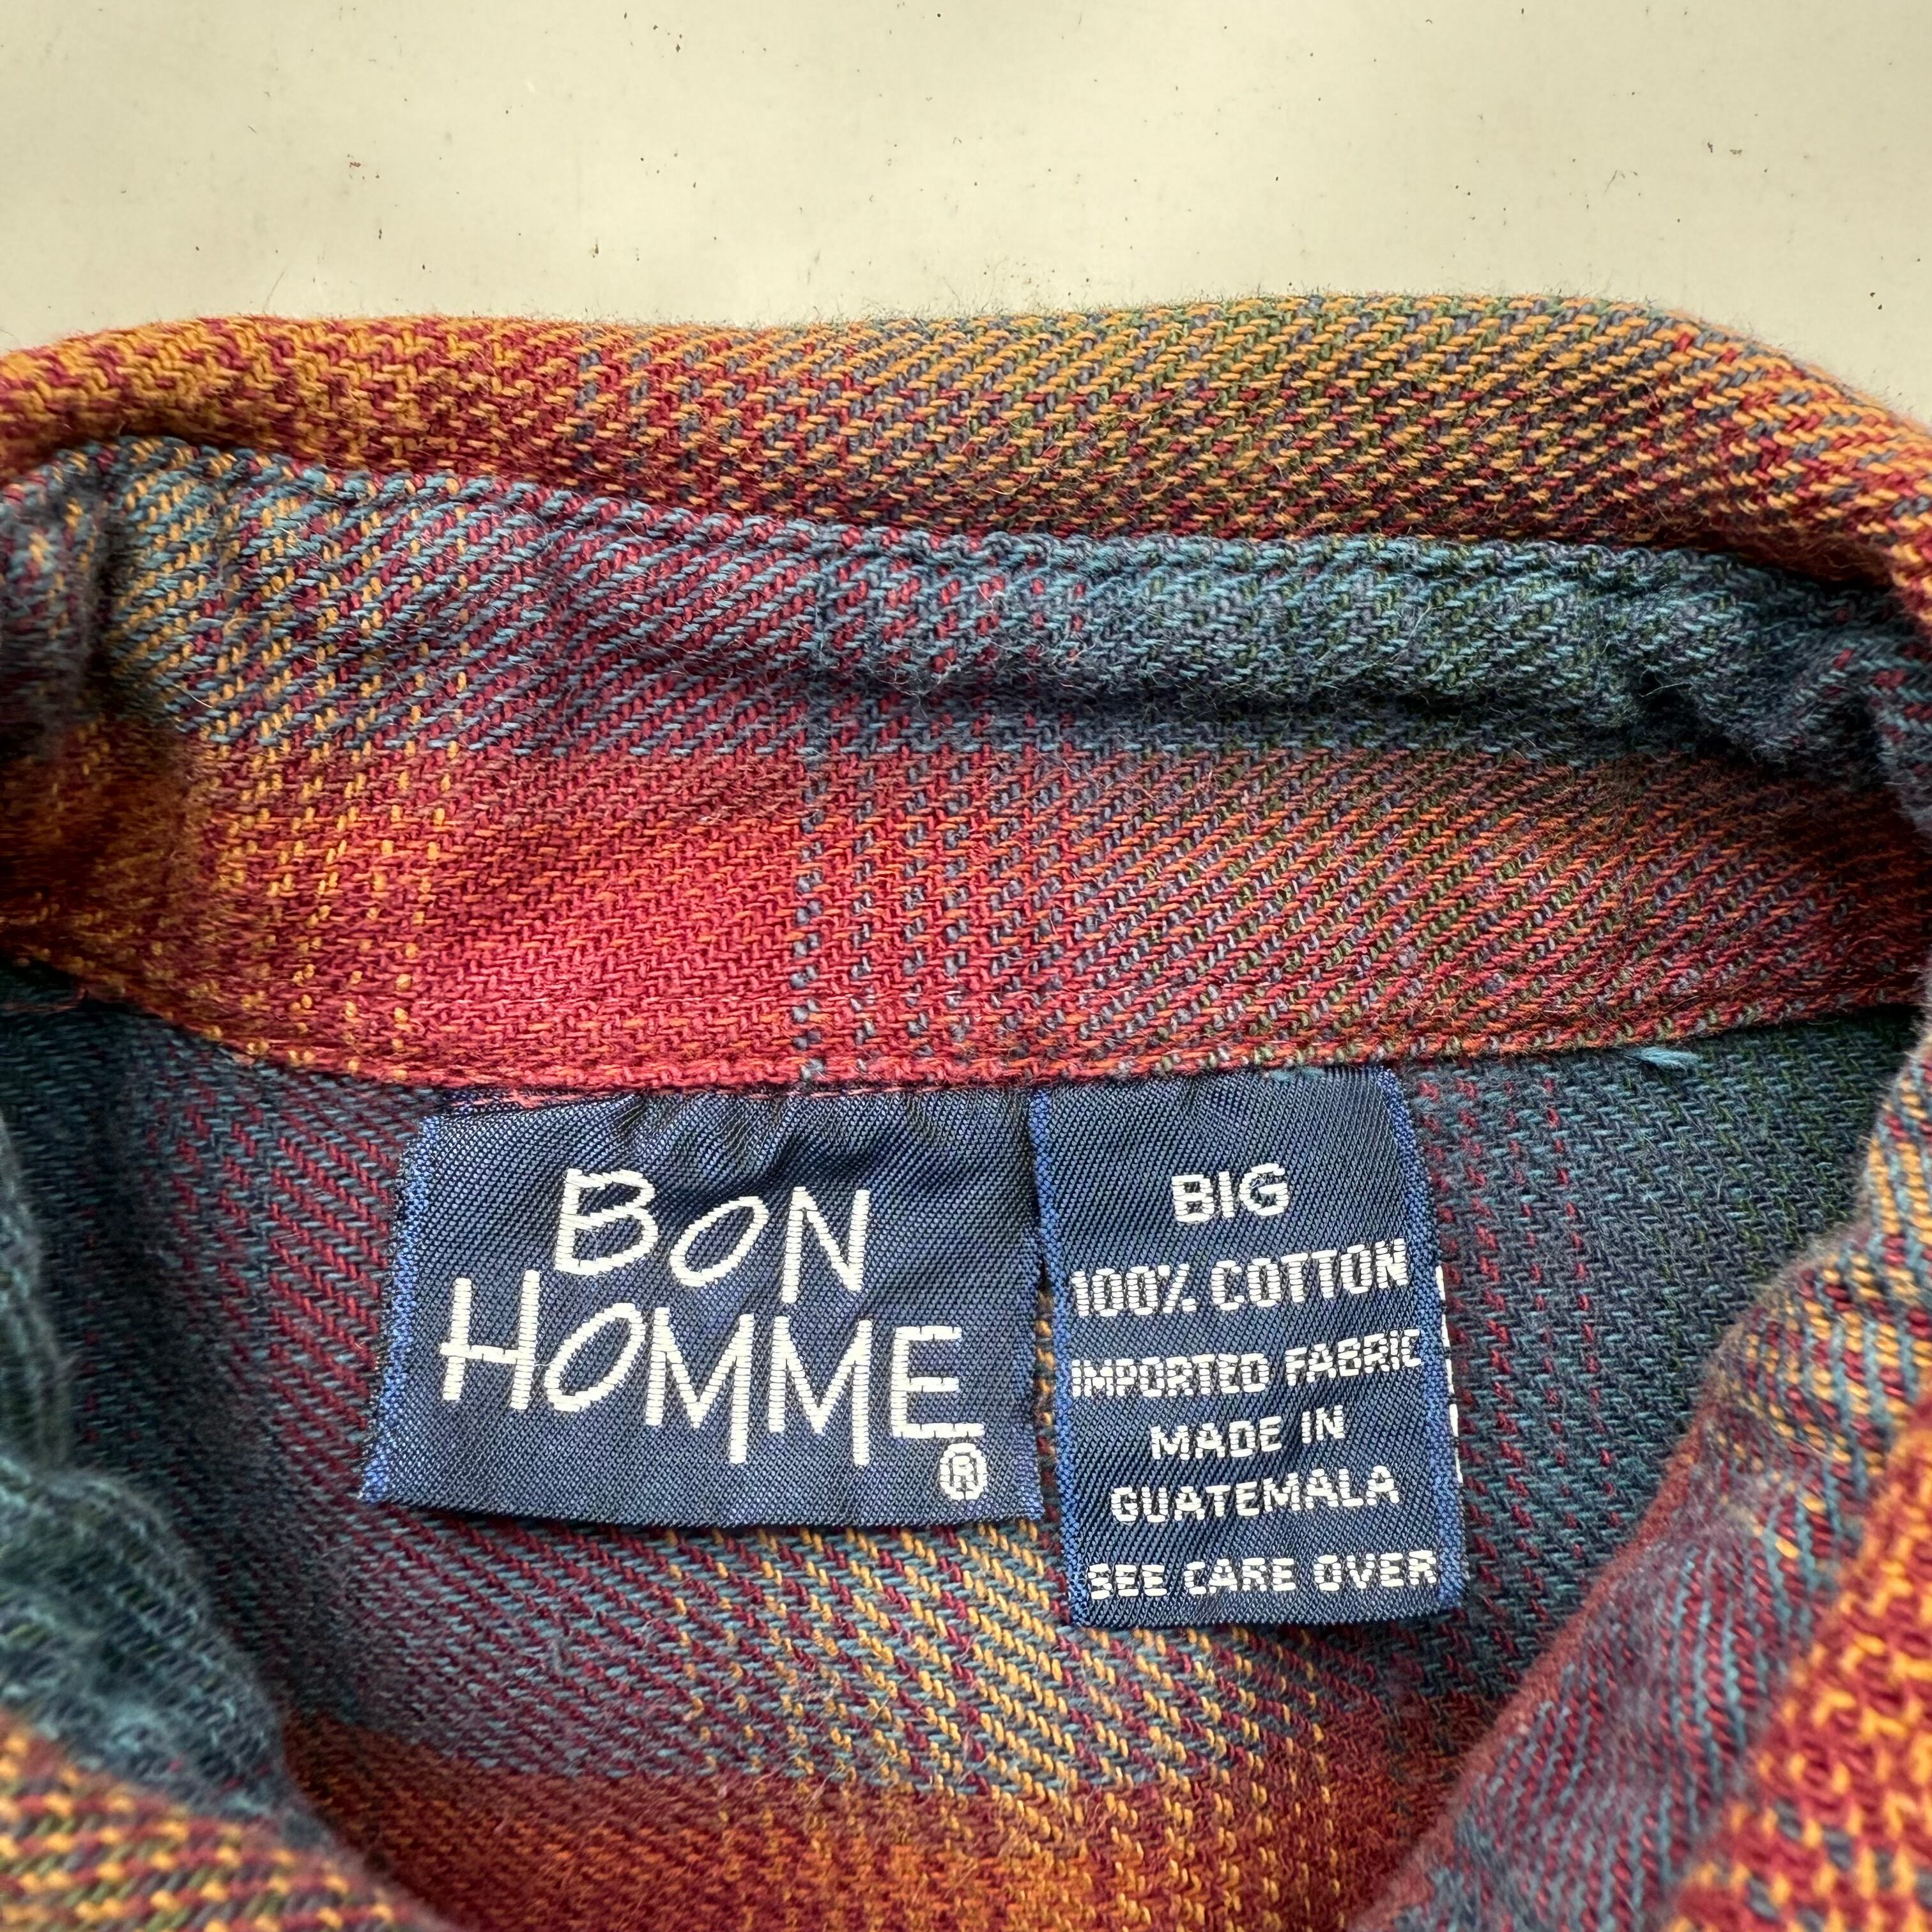 BON
HOMME
®
BIG
100% COTTON
IMPORTED FABRIC
MADE IN
GUATEMALA
SEE CARE OVER